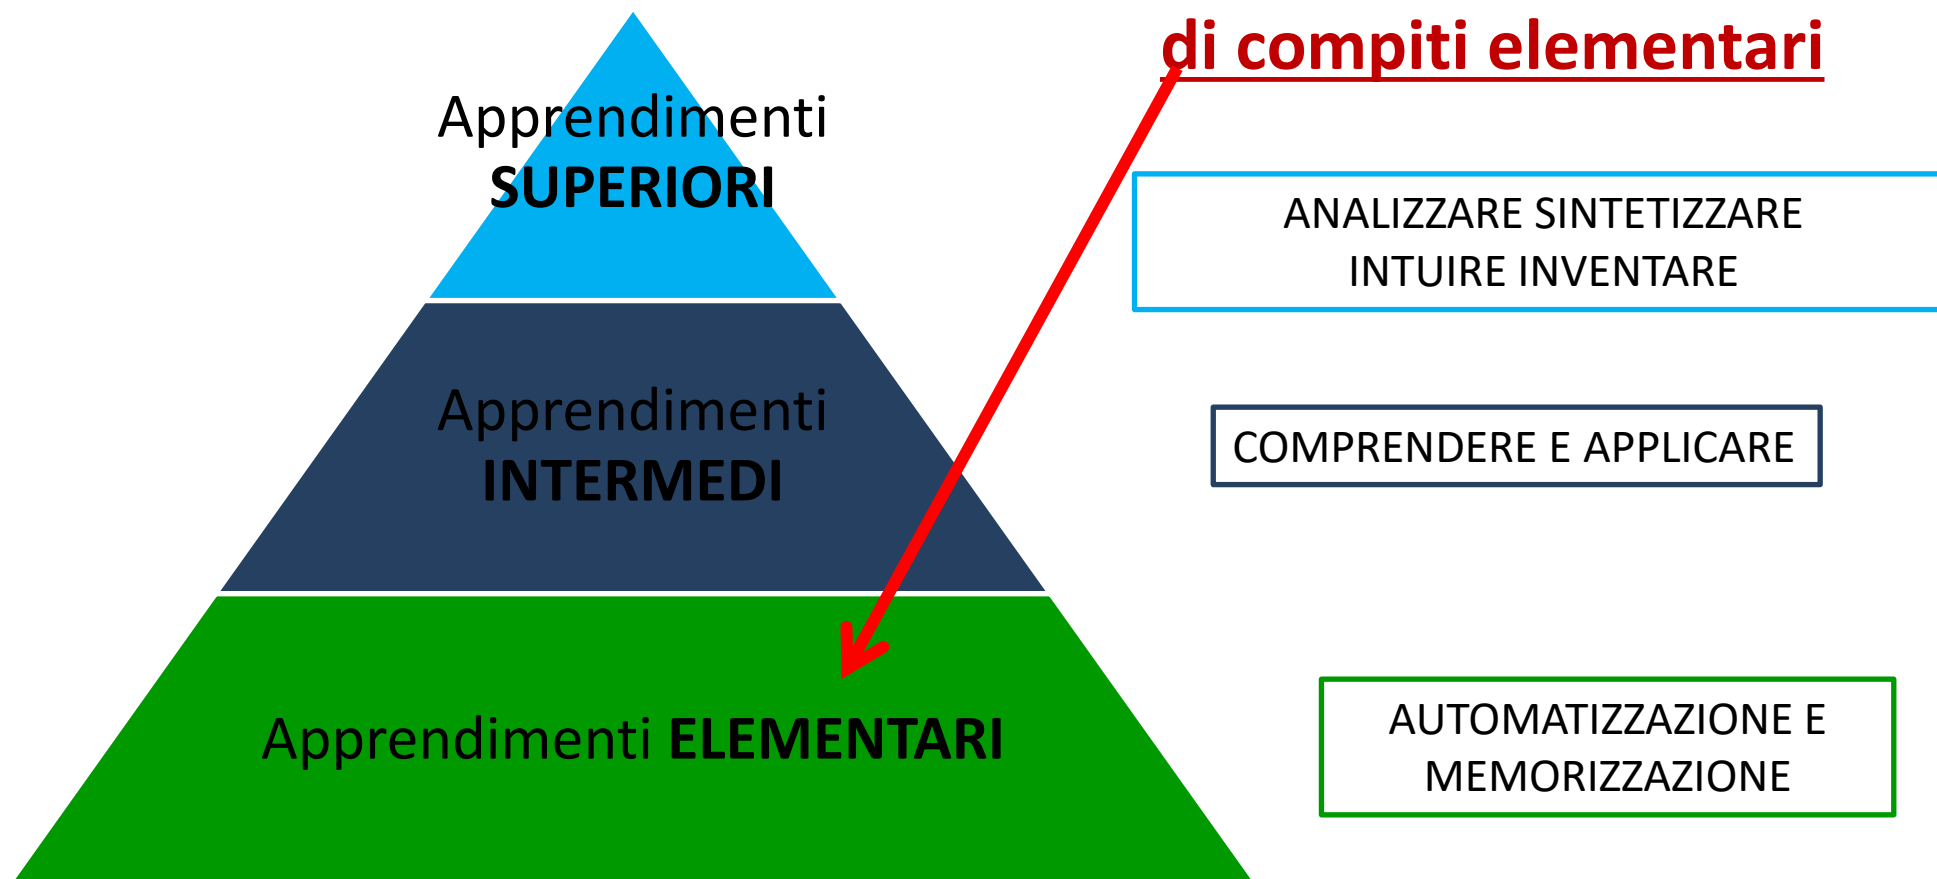 di compiti elementari
Apprendimenti
SUPERIORI
ANALIZZARE SINTETIZZARE
INTUIRE INVENTARE
Apprendimenti
INTERMEDI
COMPRENDERE E APPLICARE
Apprendimenti ELEMENTARI
AUTOMATIZZAZIONE E
MEMORIZZAZIONE